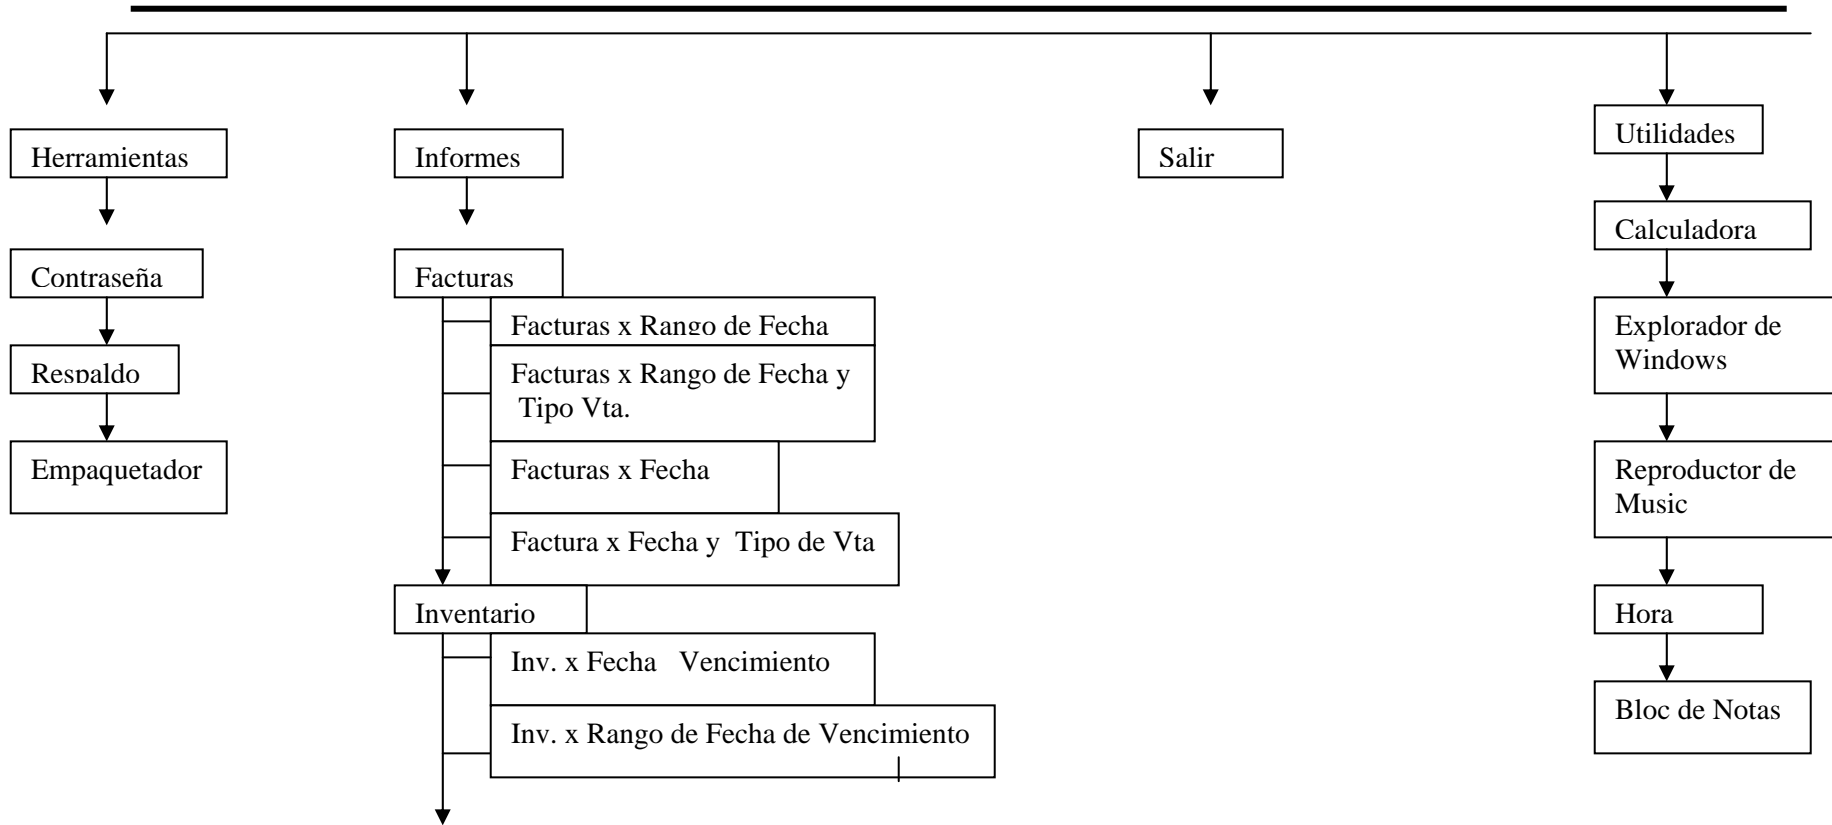 Herramientas
Contraseña
Respaldo
Empaquetador
Informes
Facturas
Facturas x Rango de Fecha
Facturas x Rango de Fecha y
Tipo Vta.
Facturas x Fecha
Factura x Fecha y Tipo de Vta
Inventario
Inv. x Fecha Vencimiento
Inv. x Rango de Fecha de Vencimiento
Salir
Utilidades
Calculadora
Explorador de
Windows
Reproductor de
Music
Hora
Bloc de Notas